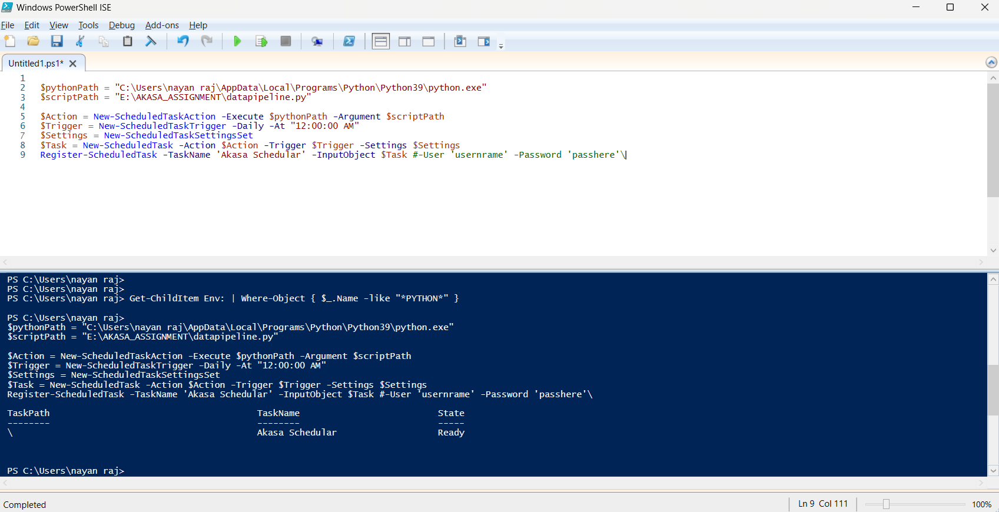 Windows PowerShell ISE
File Edit View Tools Debug Add-ons Help
Untitled1.ps1*
1
2 $pythonPath = "C:\Users\nayan raj\AppData\Local\Programs\Python\Python39\python.exe"
3 $scriptPath = "E:\AKASA_ASSIGNMENT\datapipeline.py"
4
5 $Action = New-ScheduledTaskAction -Execute $pythonPath -Argument $scriptPath
6 $Trigger = New-ScheduledTaskTrigger -Daily -At "12:00:00 AM"
7 $Settings = New-ScheduledTaskSettingsSet
8 $Task = New-ScheduledTask -Action $Action -Trigger $Trigger -Settings $Settings
9 Register-ScheduledTask -TaskName 'Akasa Schedular' -InputObject $Task #-User 'usernrame' -Password 'passhere'\
PS C:\Users\nayan raj>
PS C:\Users\nayan raj>
PS C:\Users\nayan raj> Get-ChildItem Env: | Where-Object { $_.Name -like "*PYTHON*" }
PS C:\Users\nayan raj>
$pythonPath = "C:\Users\nayan raj\AppData\Local\Programs\Python\Python39\python.exe"
$scriptPath = "E:\AKASA_ASSIGNMENT\datapipeline.py"
$Action = New-ScheduledTaskAction -Execute $pythonPath -Argument $scriptPath
$Trigger = New-ScheduledTaskTrigger -Daily -At "12:00:00 AM"
$Settings = New-ScheduledTaskSettingsSet
$Task = New-ScheduledTask -Action $Action -Trigger $Trigger -Settings $Settings
Register-ScheduledTask -TaskName 'Akasa Schedular' -InputObject $Task #-User 'usernrame' -Password 'passhere'\
TaskPath TaskName State
-------- -------- -----
\ Akasa Schedular Ready
PS C:\Users\nayan raj>
Completed Ln 9 Col 111 100%